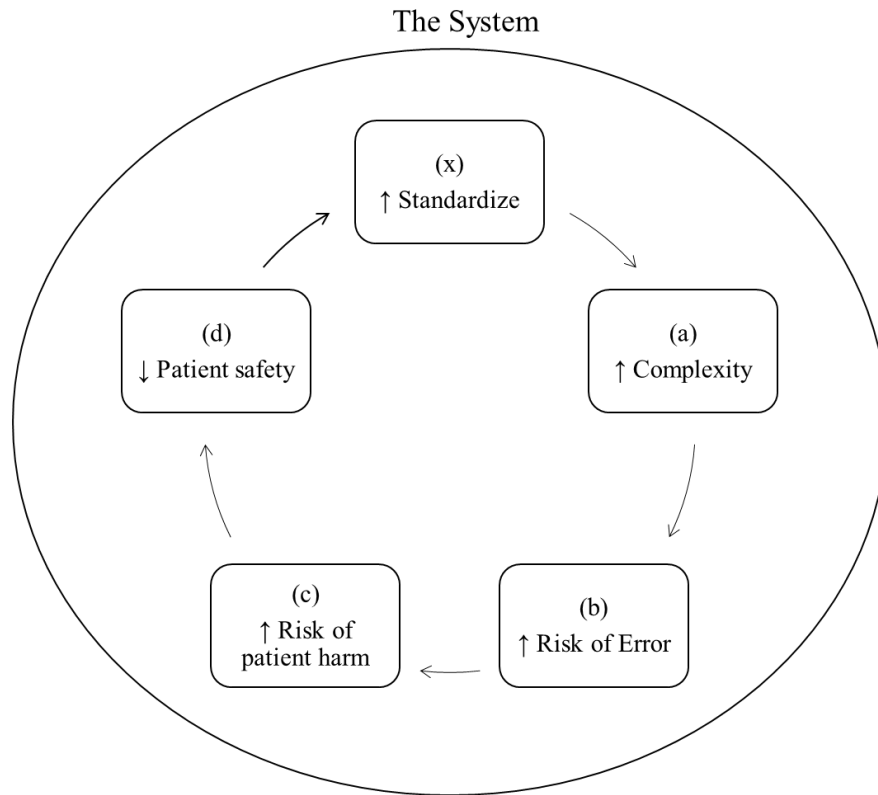 The System
(x)
↑ Standardize
(a)
↑ Complexity
(b)
↑ Risk of Error
(c)
↑ Risk of
patient harm
(d)
↓ Patient safety